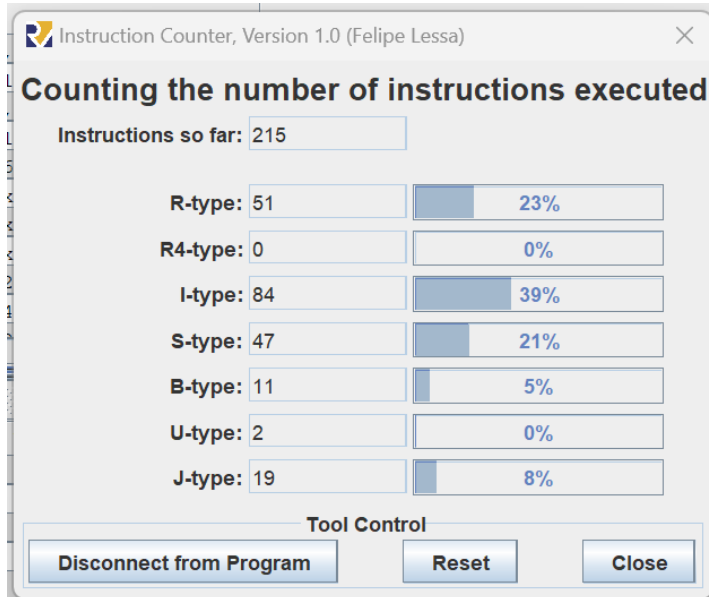 Instruction Counter, Version 1.0 (Felipe Lessa)
Counting the number of instructions executed
Instructions so far: 215
R-type: 51 23%
R4-type: 0 0%
I-type: 84 39%
S-type: 47 21%
B-type: 11 5%
U-type: 2 0%
J-type: 19 8%
Tool Control
Disconnect from Program Reset Close